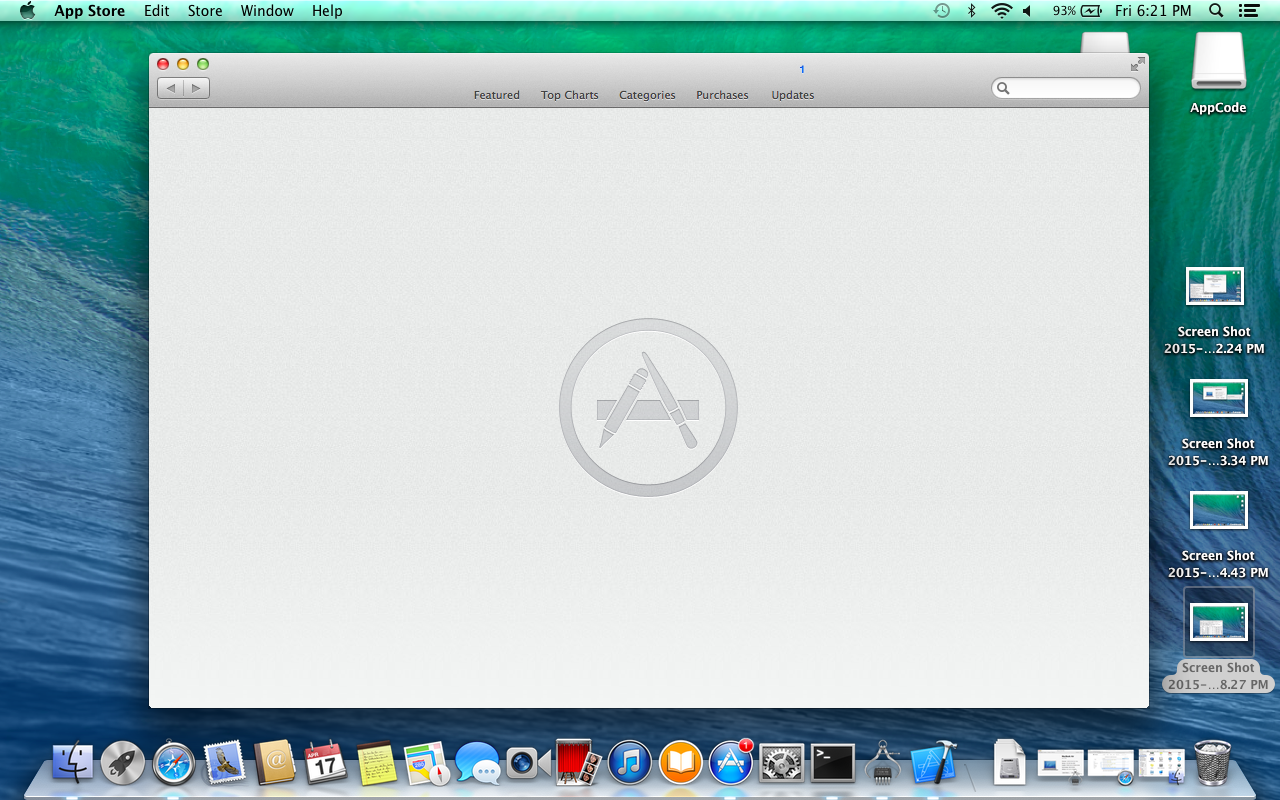 App Store Edit Store Window Help 93% Fri 6:21 PM
1
Featured Top Charts Categories Purchases Updates
AppCode
Screen Shot
2015-...2.24 PM
Screen Shot
2015-...3.34 PM
Screen Shot
2015-...4.43 PM
Screen Shot
2015-...8.27 PM
APR
17
1